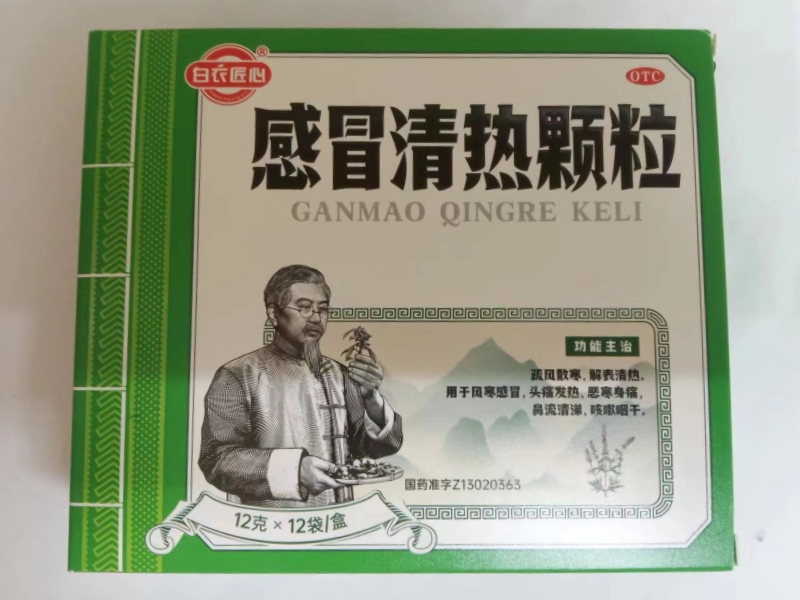 白衣匠心®
OTC
感冒清热颗粒
GANMAO QINGRE KELI
功能主治
疏风散寒，解表清热。
用于风寒感冒，头痛发热，恶寒身痛，
鼻流清涕，咳嗽咽干。
国药准字Z13020363
12克×12袋/盒